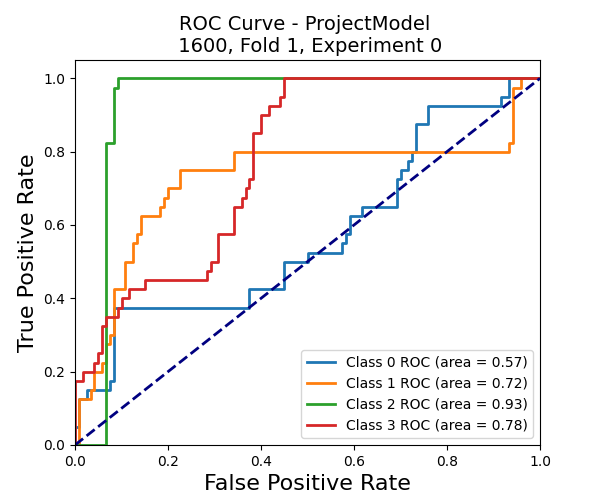 ROC Curve - ProjectModel
1600, Fold 1, Experiment 0
True Positive Rate
1.0
0.8
0.6
0.4
0.2
0.0
0.0 0.2 0.4 0.6 0.8 1.0
False Positive Rate
Class 0 ROC (area = 0.57)
Class 1 ROC (area = 0.72)
Class 2 ROC (area = 0.93)
Class 3 ROC (area = 0.78)